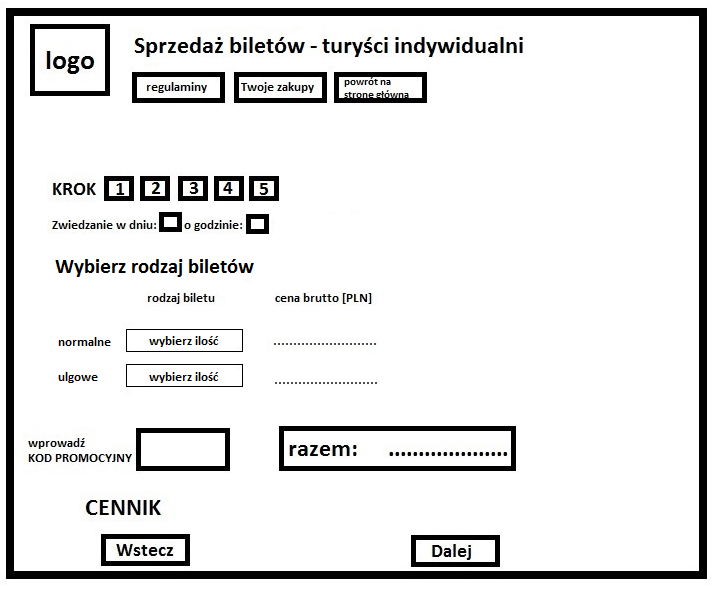 logo
Sprzedaż biletów - turyści indywidualni
regulaminy
Twoje zakupy
powrót na
strone główna
KROK 1 2 3 4 5
Zwiedzanie w dniu: o godzinie:
Wybierz rodzaj biletów
rodzaj biletu cena brutto [PLN]
normalne wybierz ilość ..........................
ulgowe wybierz ilość ..........................
wprowadź
KOD PROMOCYJNY
razem: ....................
CENNIK
Wstecz Dalej